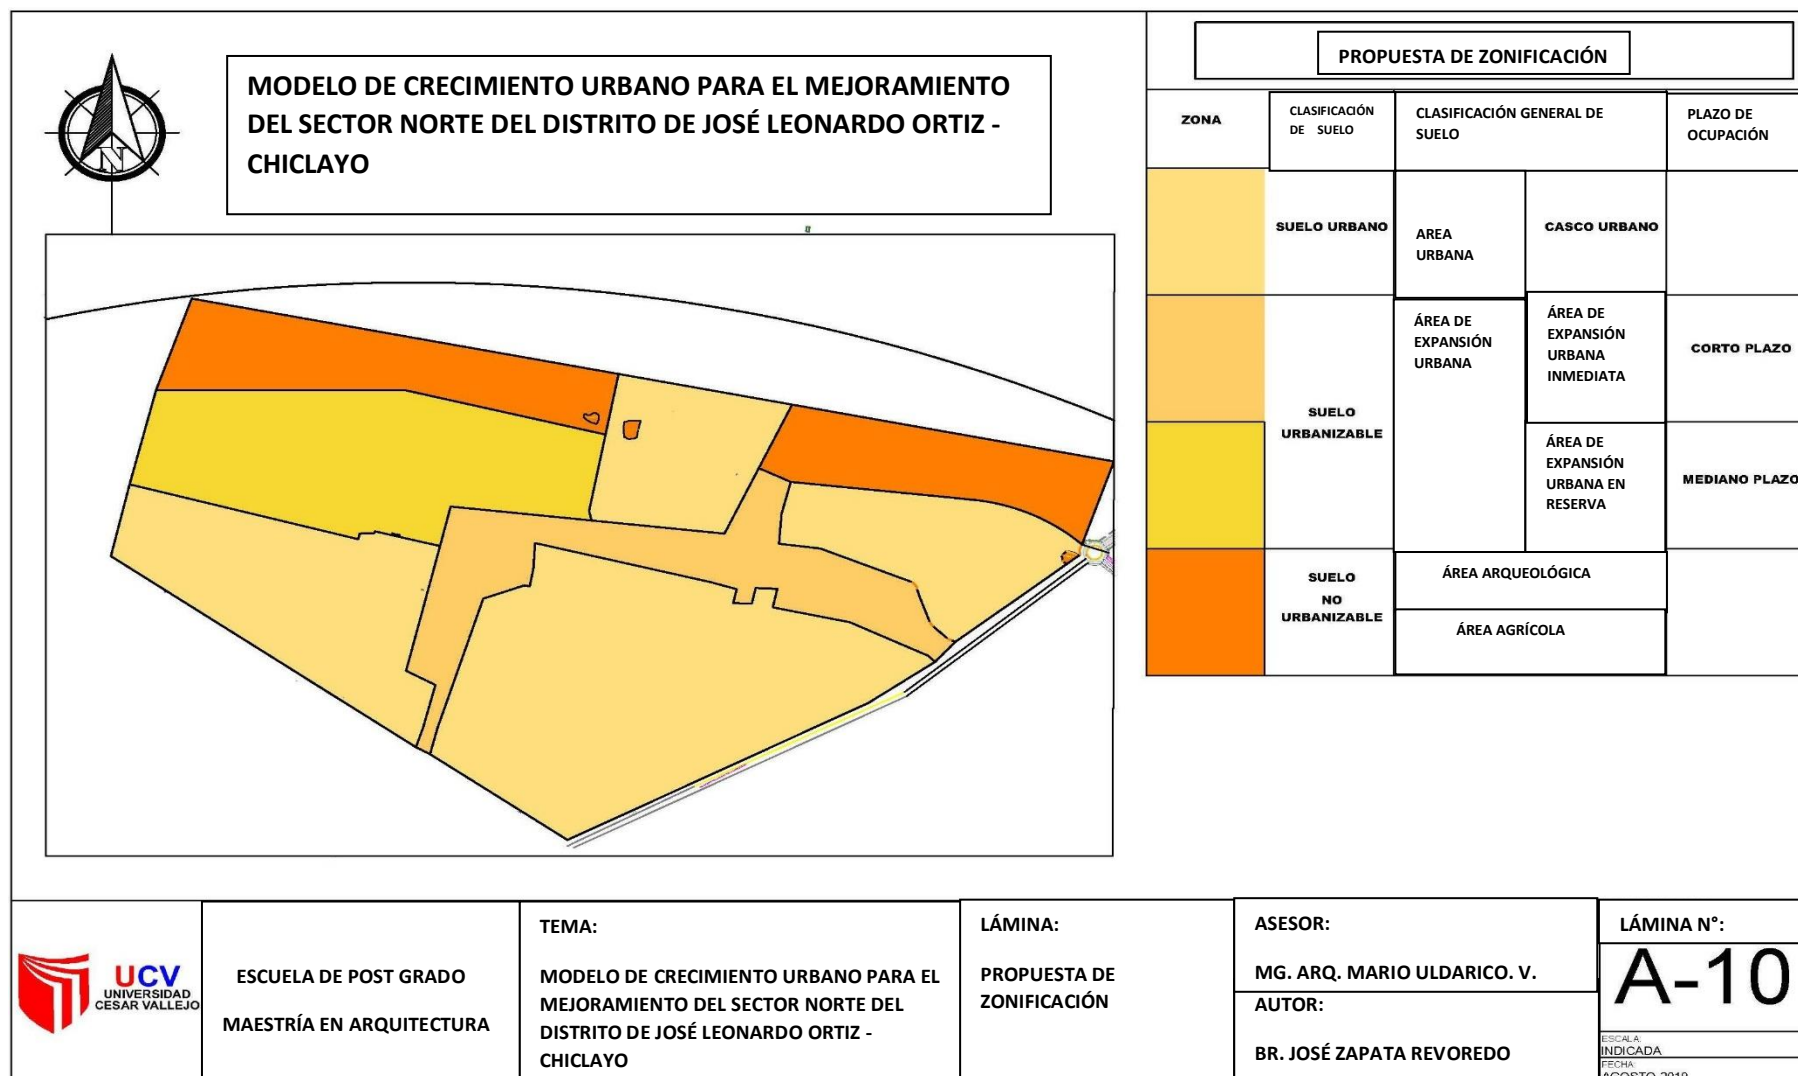 MODELO DE CRECIMIENTO URBANO PARA EL MEJORAMIENTO
DEL SECTOR NORTE DEL DISTRITO DE JOSÉ LEONARDO ORTIZ -
CHICLAYO
N
PROPUESTA DE ZONIFICACIÓN
ZONA
CLASIFICACIÓN
DE SUELO
CLASIFICACIÓN GENERAL DE
SUELO
PLAZO DE
OCUPACIÓN
SUELO URBANO
AREA
URBANA
CASCO URBANO
SUELO
URBANIZABLE
ÁREA DE
EXPANSIÓN
URBANA
ÁREA DE
EXPANSIÓN
URBANA
INMEDIATA
CORTO PLAZO
ÁREA DE
EXPANSIÓN
URBANA EN
RESERVA
MEDIANO PLAZO
SUELO
NO
URBANIZABLE
ÁREA ARQUEOLÓGICA
ÁREA AGRÍCOLA
UCV
UNIVERSIDAD
CESAR VALLEJO
ESCUELA DE POST GRADO
MAESTRÍA EN ARQUITECTURA
TEMA:
MODELO DE CRECIMIENTO URBANO PARA EL
MEJORAMIENTO DEL SECTOR NORTE DEL
DISTRITO DE JOSÉ LEONARDO ORTIZ -
CHICLAYO
LÁMINA:
PROPUESTA DE
ZONIFICACIÓN
ASESOR:
MG. ARQ. MARIO ULDARICO. V.
AUTOR:
BR. JOSÉ ZAPATA REVOREDO
LÁMINA N°:
A-10
ESCALA:
INDICADA
FECHA:
AGOSTO 2019